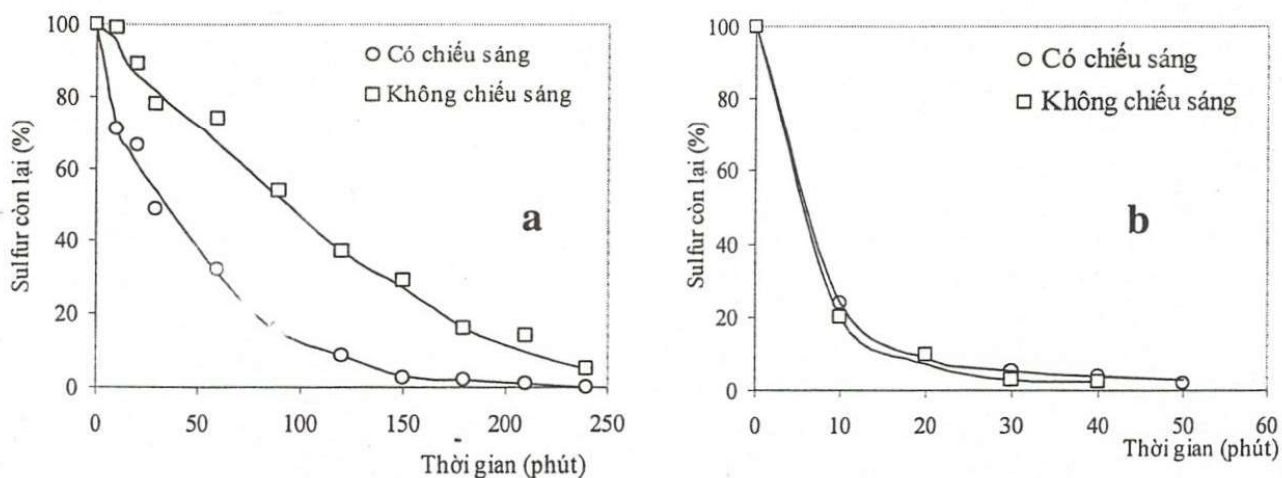 100
80
60
40
20
0
Sulfur còn lại (%)
Có chiếu sáng
Không chiếu sáng
a
0 50 100 150 200 250
Thời gian (phút)
100
80
60
40
20
0
Sulfur còn lại (%)
Có chiếu sáng
Không chiếu sáng
b
0 10 20 30 40 50 60
Thời gian (phút)